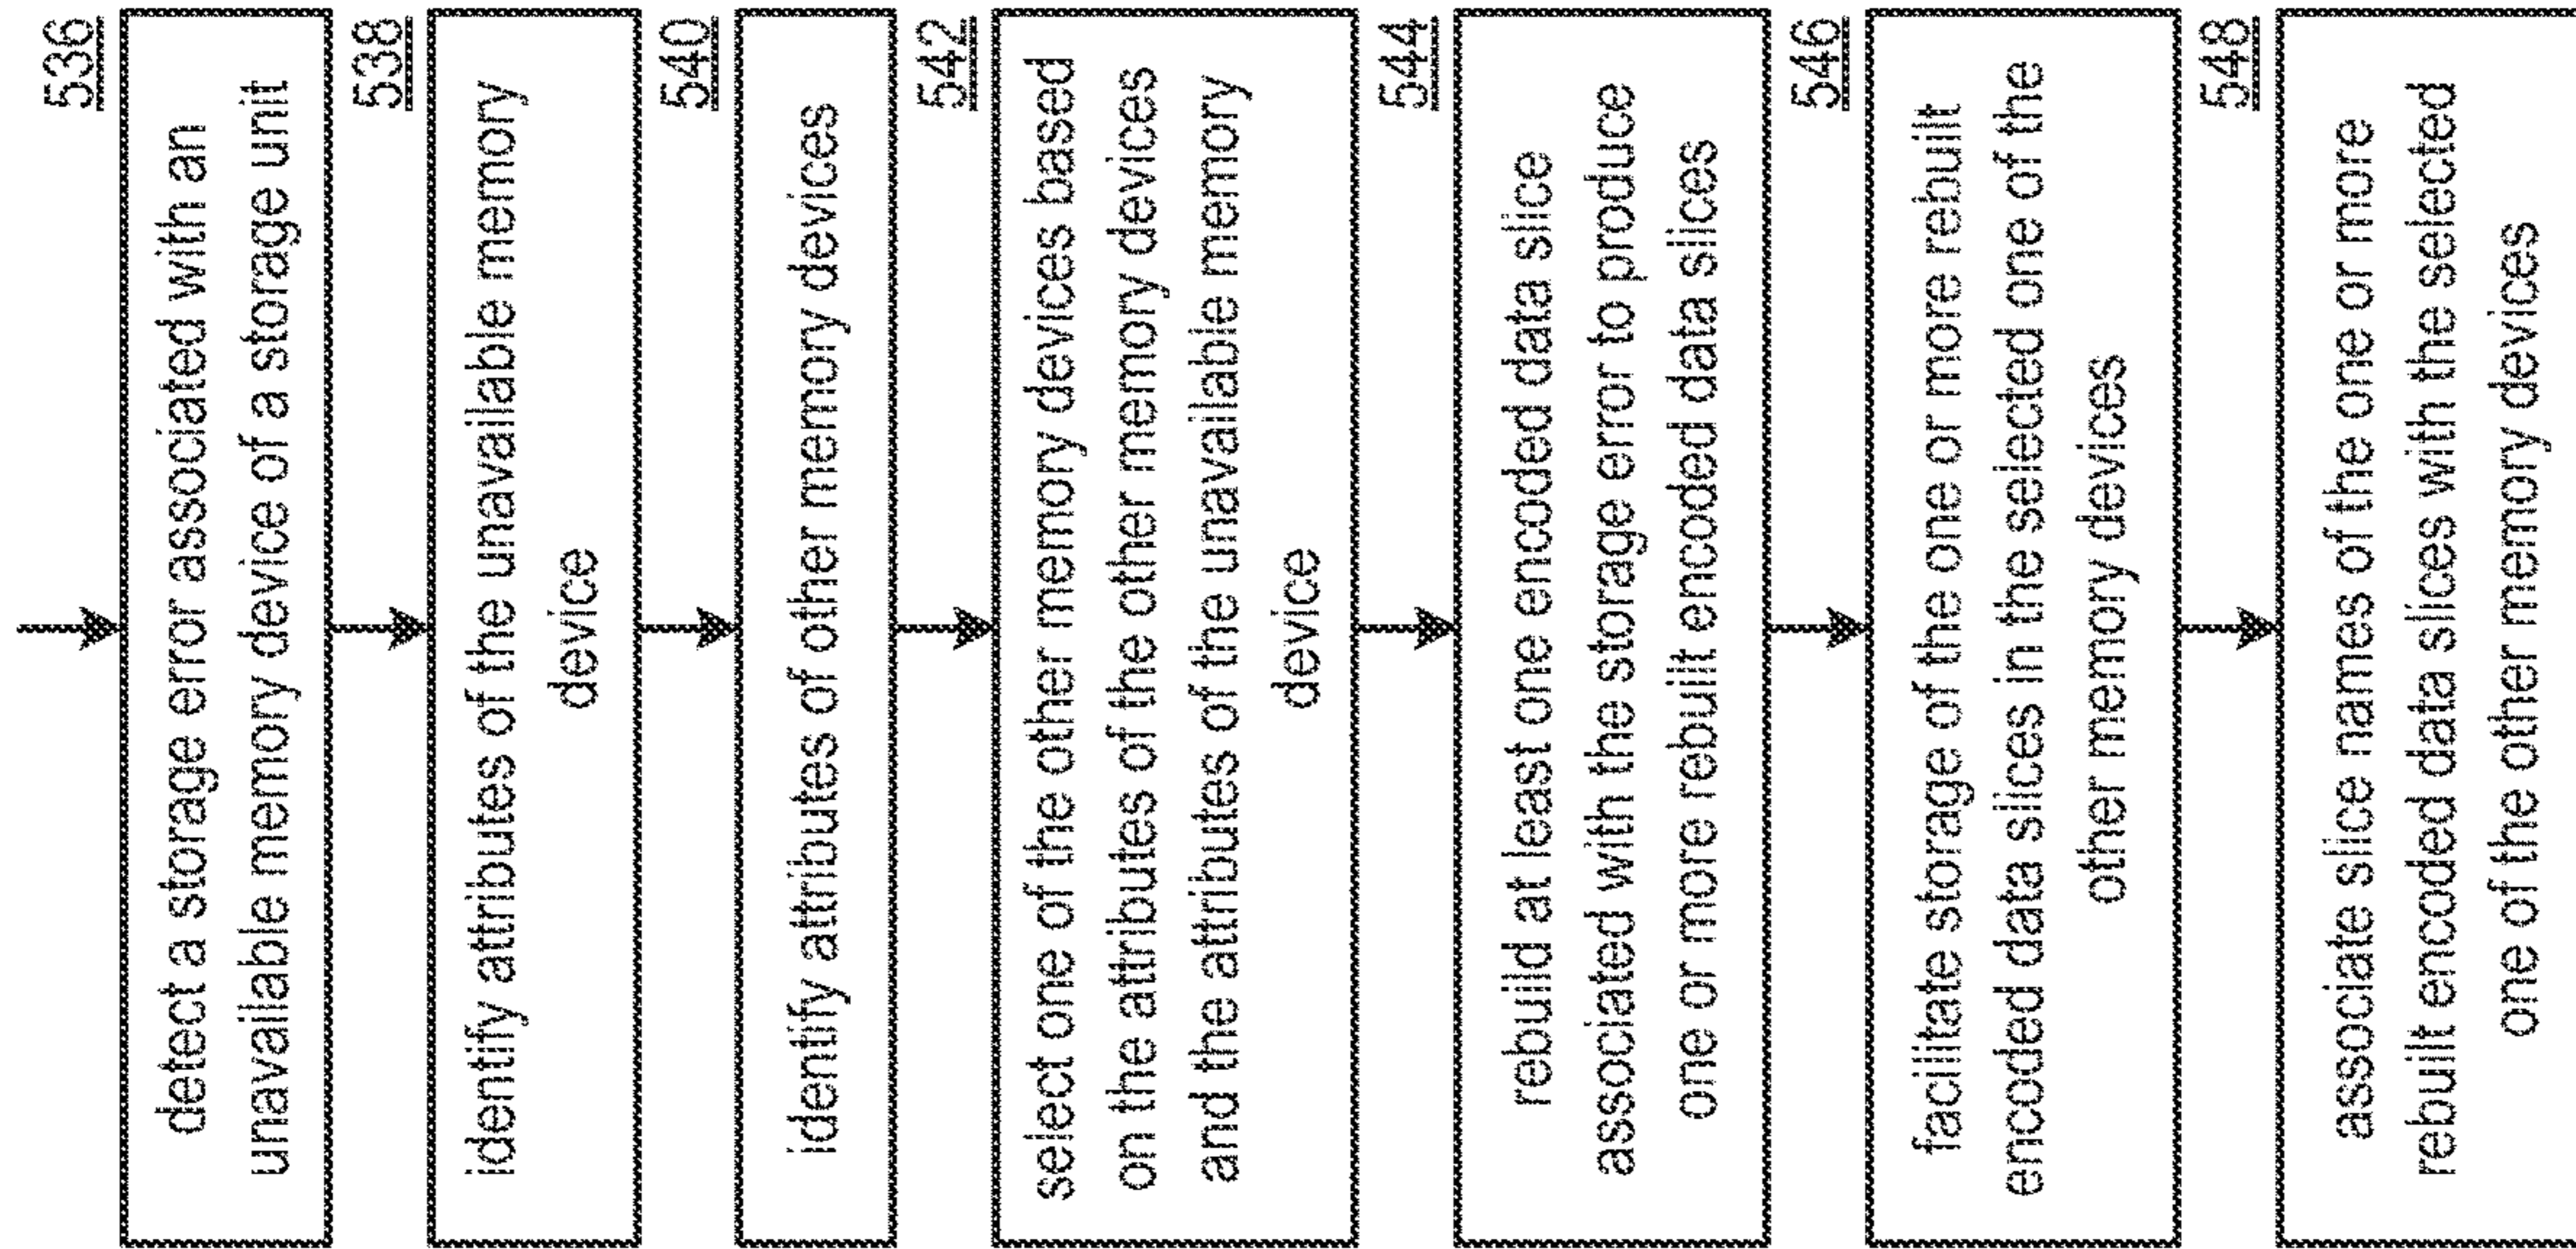 536
detect a storage error associated with an
unavailable memory device of a storage unit
538
identify attributes of the unavailable memory
device
540
identify attributes of other memory devices
542
select one of the other memory devices based
on the attributes of the other memory devices
and the attributes of the unavailable memory
device
544
rebuild at least one encoded data slice
associated with the storage error to produce
one or more rebuilt encoded data slices
546
facilitate storage of the one or more rebuilt
encoded data slices in the selected one of the
other memory devices
548
associate slice names of the one or more
rebuilt encoded data slices with the selected
one of the other memory devices